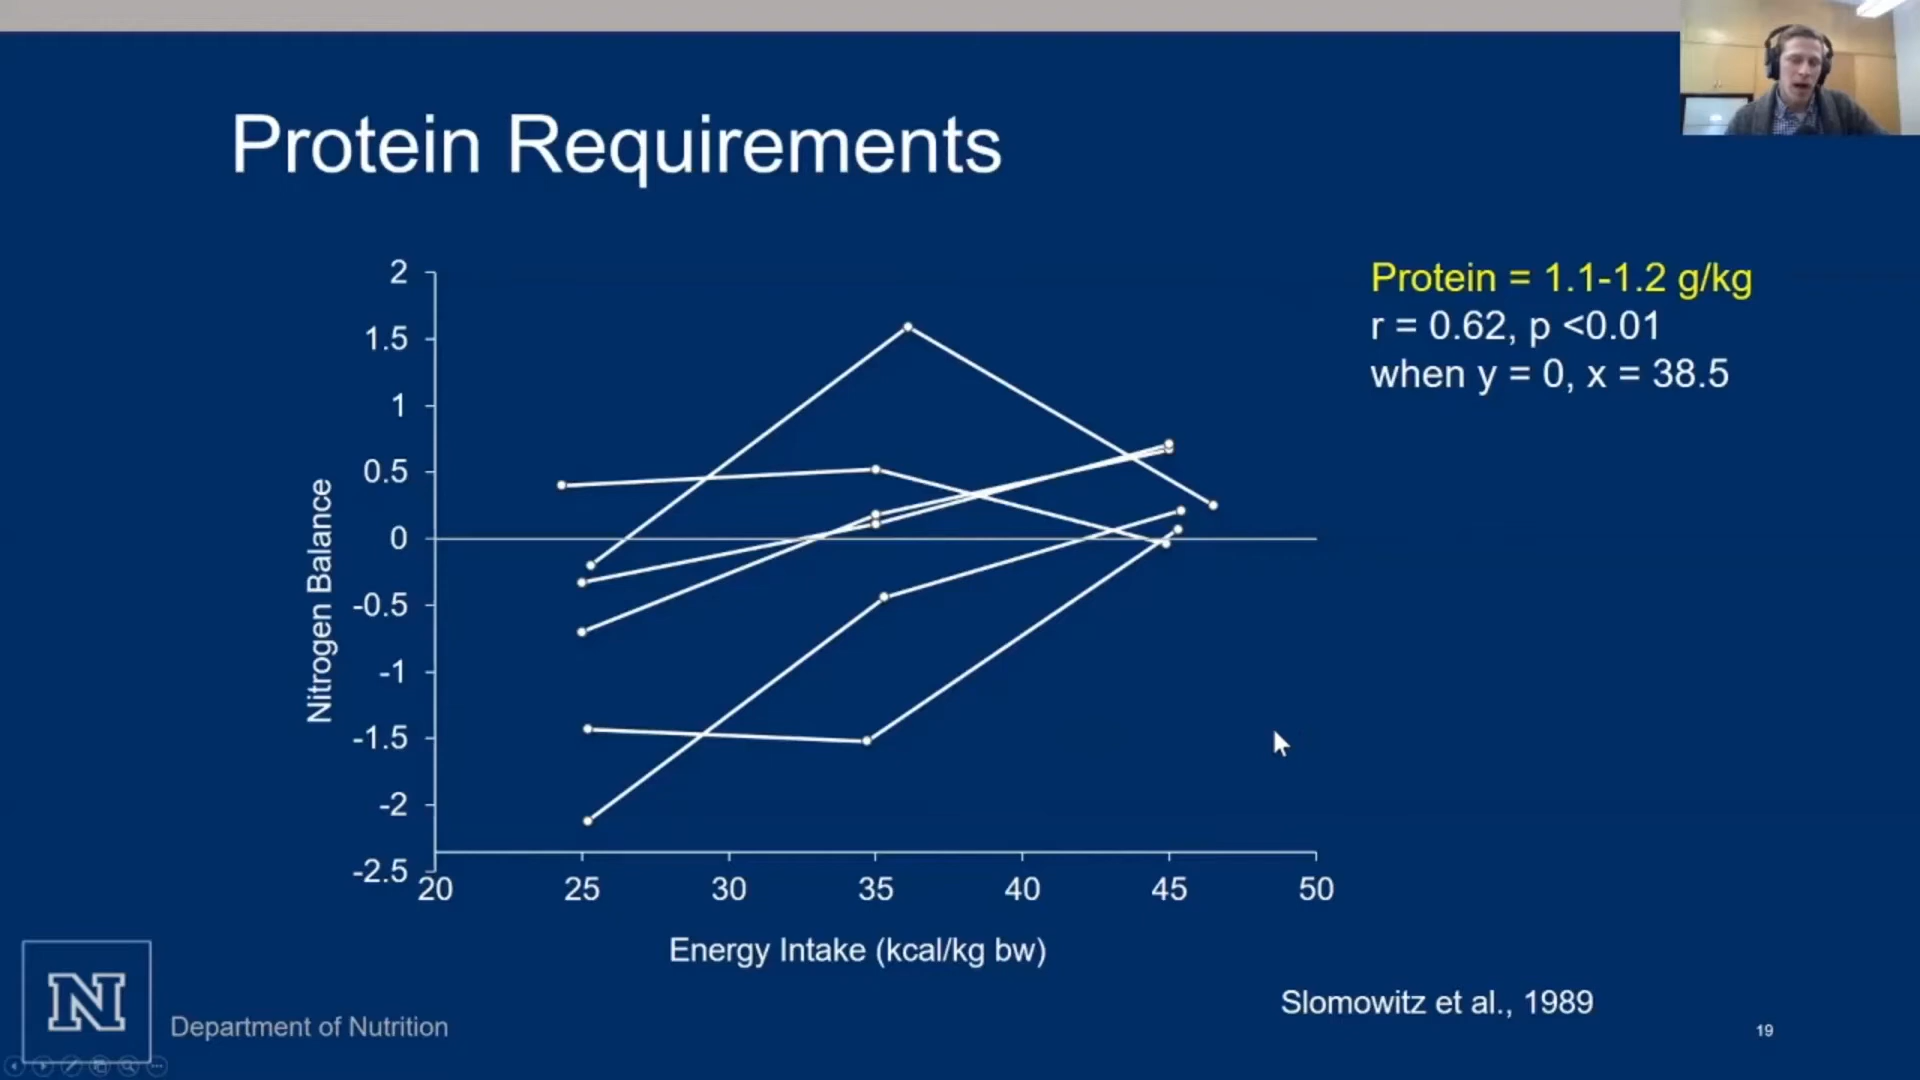 Protein Requirements
Protein = 1.1-1.2 g/kg
r = 0.62, p <0.01
when y = 0, x = 38.5
2
1.5
1
0.5
0
-0.5
-1
-1.5
-2
-2.5
Nitrogen Balance
20 25 30 35 40 45 50
Energy Intake (kcal/kg bw)
Slomowitz et al., 1989
N
Department of Nutrition
19